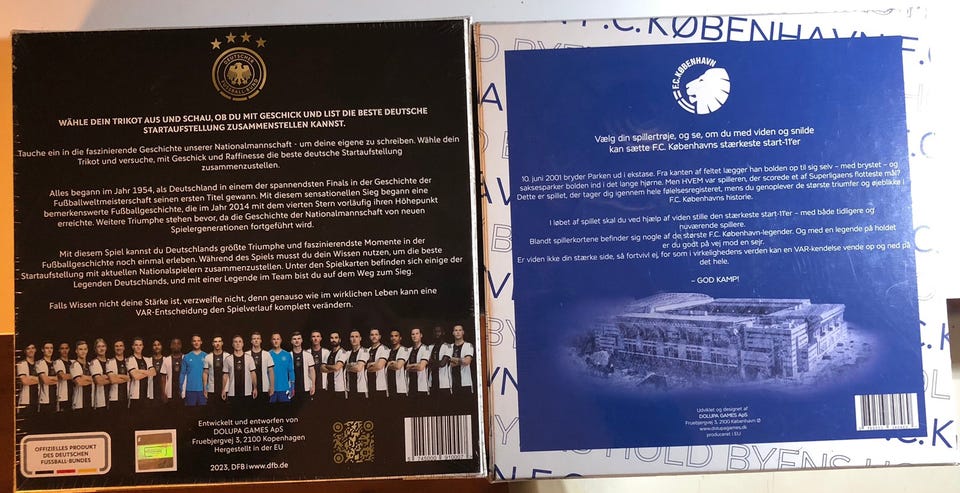 DEUTSCHER
FUSSBALL-BUND
WÄHLE DEIN TRIKOT AUS UND SCHAU, OB DU MIT GESCHICK UND LIST DIE BESTE DEUTSCHE
STARTAUFSTELLUNG ZUSAMMENSTELLEN KANNST.
Tauche ein in die faszinierende Geschichte unserer Nationalmannschaft - um deine eigene zu schreiben. Wähle dein
Trikot und versuche, mit Geschick und Raffinesse die beste deutsche Startaufstellung
zusammenzustellen.
Alles begann im Jahr 1954, als Deutschland in einem der spannendsten Finals in der Geschichte der
Fußballweltmeisterschaft seinen ersten Titel gewann. Mit diesem sensationellen Sieg begann eine
bemerkenswerte Fußballgeschichte, die im Jahr 2014 mit dem vierten Stern vorläufig ihren Höhepunkt
erreichte. Weitere Triumphe stehen bevor, da die Geschichte der Nationalmannschaft von neuen
Spielergenerationen fortgeführt wird.
Mit diesem Spiel kannst du Deutschlands größte Triumphe und faszinierendste Momente in der
Fußballgeschichte noch einmal erleben. Während des Spiels musst du dein Wissen nutzen, um die beste
Startaufstellung mit aktuellen Nationalspielern zusammenzustellen. Unter den Spielkarten befinden sich einige der
Legenden Deutschlands, und mit einer Legende im Team bist du auf dem Weg zum Sieg.
Falls Wissen nicht deine Stärke ist, verzweifle nicht, denn genauso wie im wirklichen Leben kann eine
VAR-Entscheidung den Spielverlauf komplett verändern.
OFFIZIELLES PRODUKT
DES DEUTSCHEN
FUSSBALL-BUNDES
Entwickelt und entworfen von
DOLUPA GAMES ApS
Fruebjergvej 3, 2100 Kopenhagen
Hergestellt in der EU
2023, DFB | www.dfb.de
5 745000 910007
F.C. KØBENHAVN F.C.
F.C. KØBENHAVN
Vælg din spillertrøje, og se, om du med viden og snilde
kan sætte F.C. Københavns stærkeste start-11'er
10. juni 2001 bryder Parken ud i ekstase. Fra kanten af feltet lægger han bolden op til sig selv – med brystet – og
saksesparker bolden ind i det lange hjørne. Men HVEM var spilleren, der scorede et af Superligaens flotteste mål?
Dette er spillet, der tager dig igennem hele følelsesregisteret, mens du genoplever de største triumfer og øjeblikke i
F.C. Københavns historie.
I løbet af spillet skal du ved hjælp af viden stille den stærkeste start-11'er – med både tidligere og
nuværende spillere.
Blandt spillerkortene befinder sig nogle af de største F.C. København-legender. Og med en legende på holdet
er du godt på vej mod en sejr.
Er viden ikke din stærke side, så fortvivl ej, for som i virkelighedens verden kan en VAR-kendelse vende op og ned på
det hele.
– GOD KAMP!
Udviklet og designet af
DOLUPA GAMES ApS
Fruebjergvej 3, 2100 København Ø
www.dolupagames.dk
produceret i EU
HOLD BYENS HO